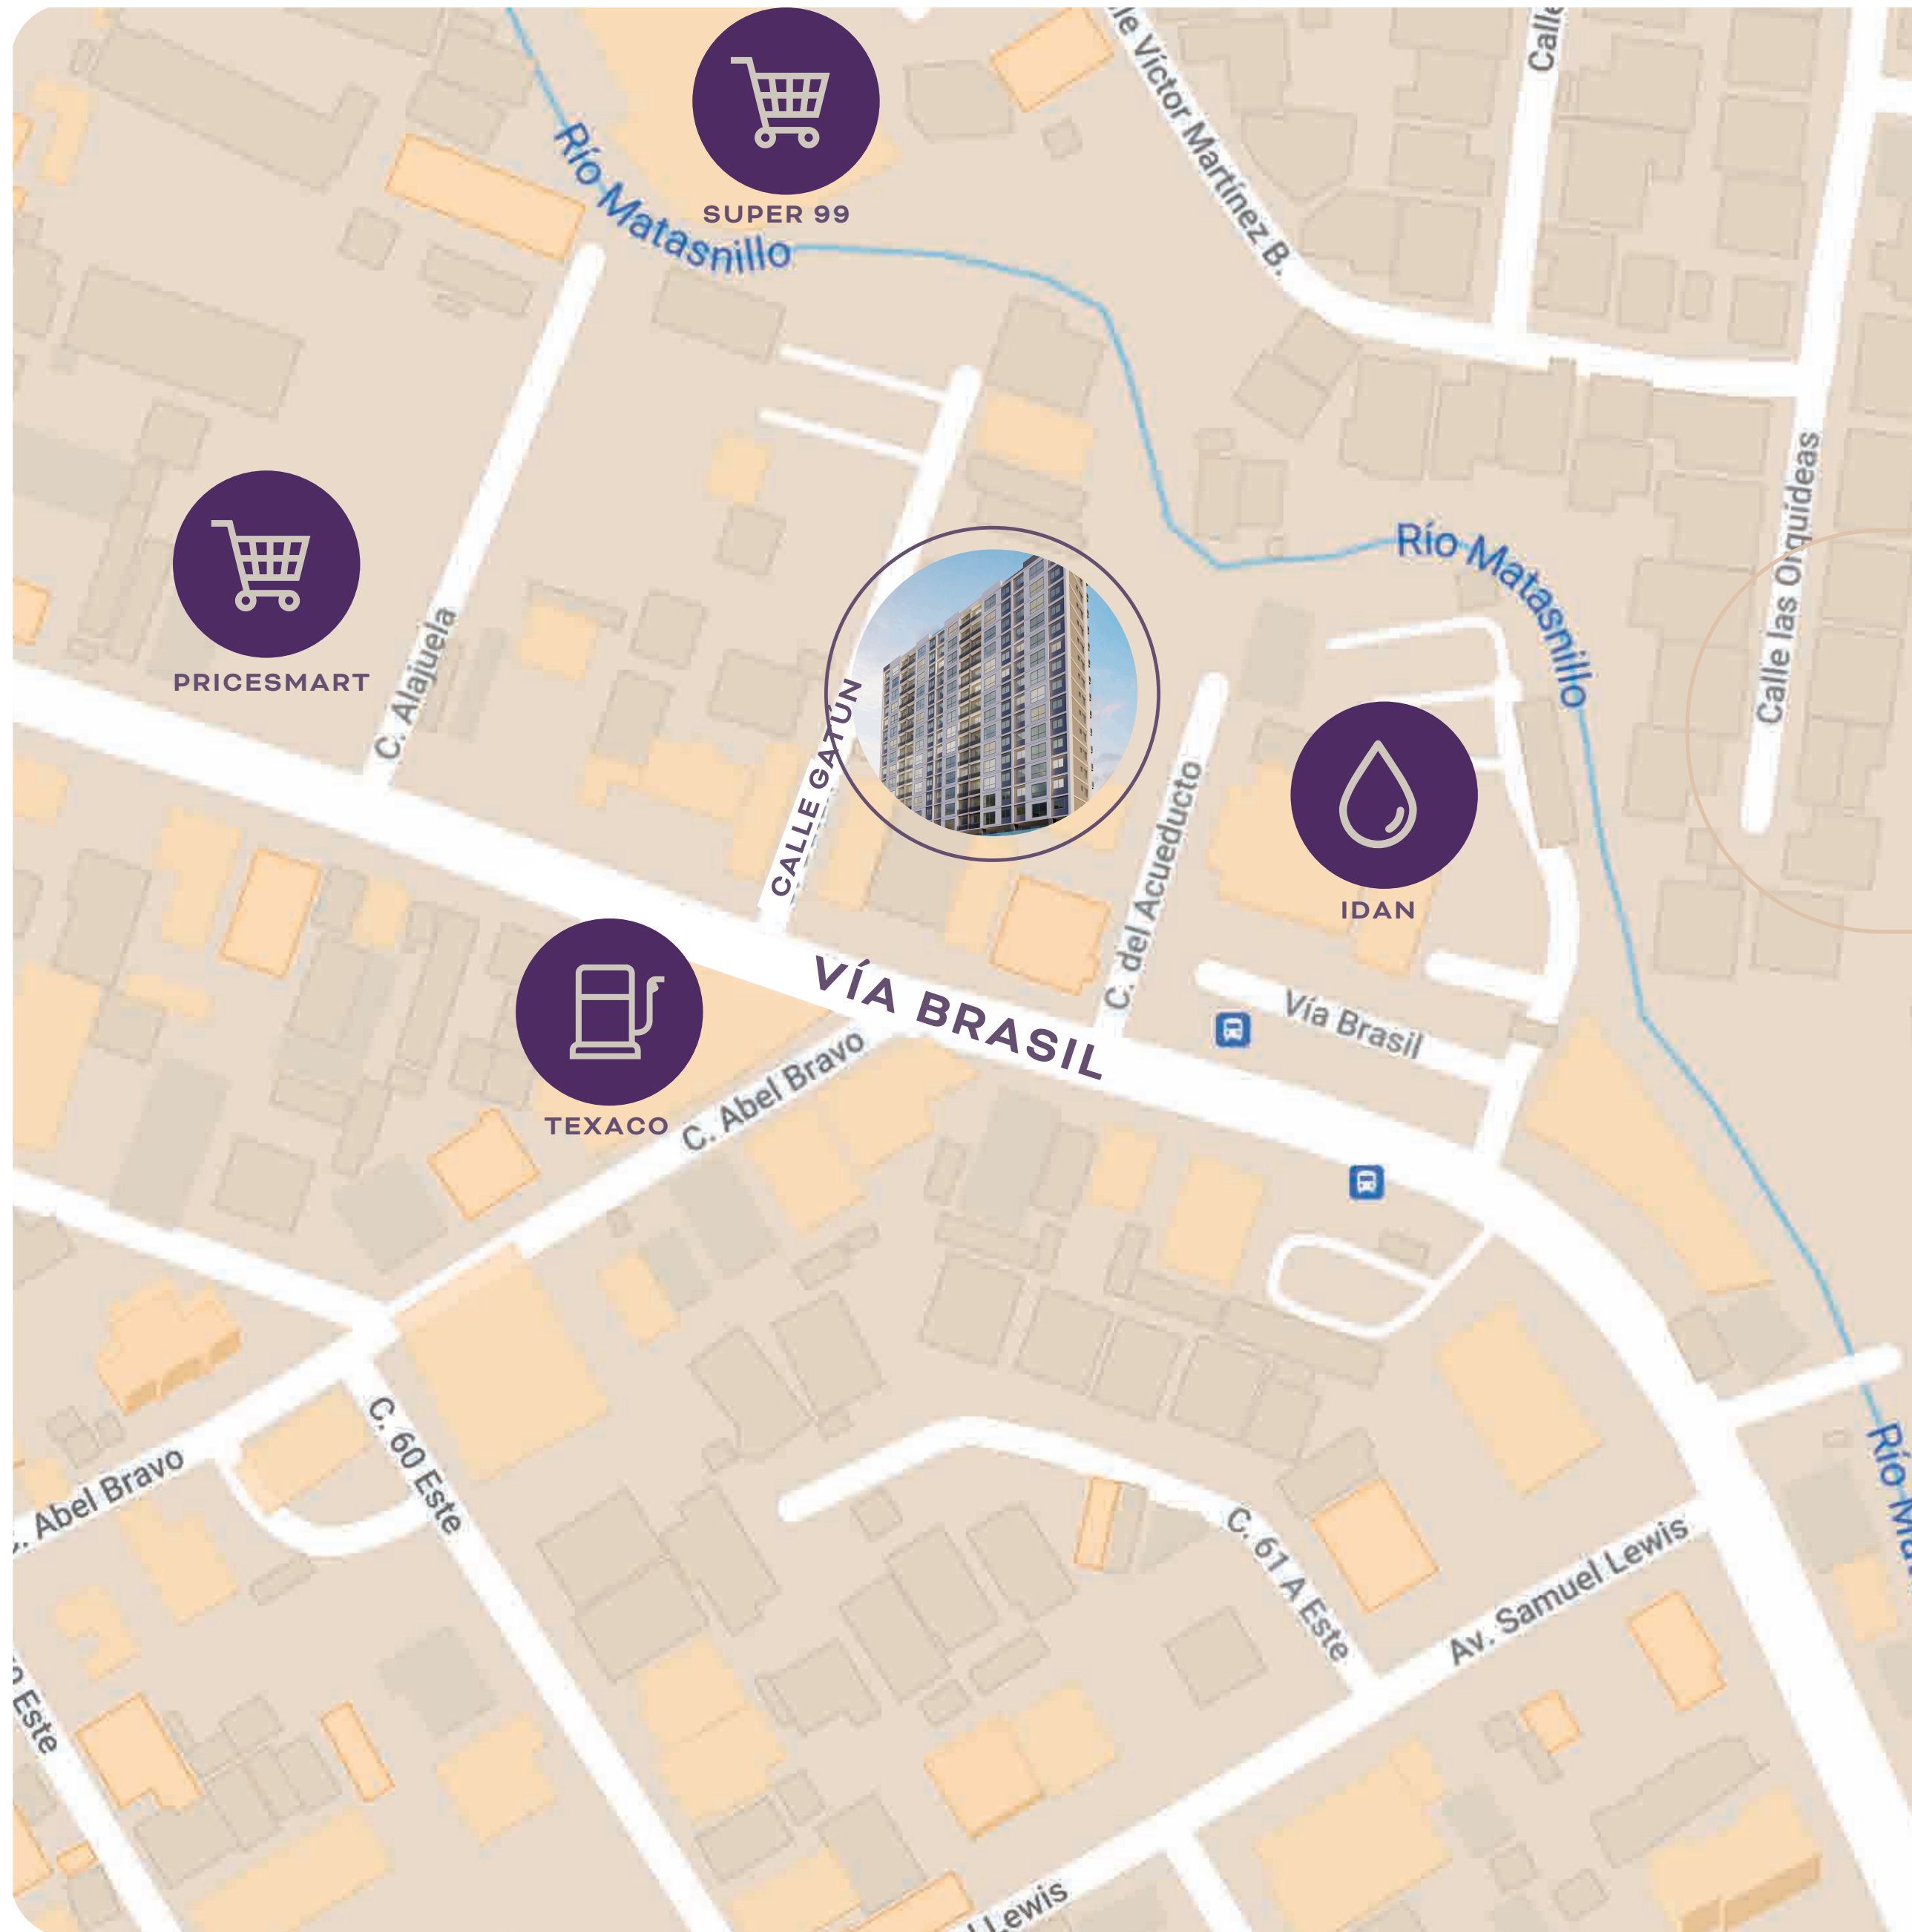 Calle
le Víctor Martínez B.
SUPER 99
Río Matasnillo
Calle las Orquídeas
Río Matasnillo
PRICESMART
C. Alajuela
CALLE GATÚN
C. del Acueducto
IDAN
VÍA BRASIL
Vía Brasil
TEXACO
C. Abel Bravo
C. 60 Este
. Abel Bravo
C. 61 A Este
Av. Samuel Lewis
Río
Este
Lewis